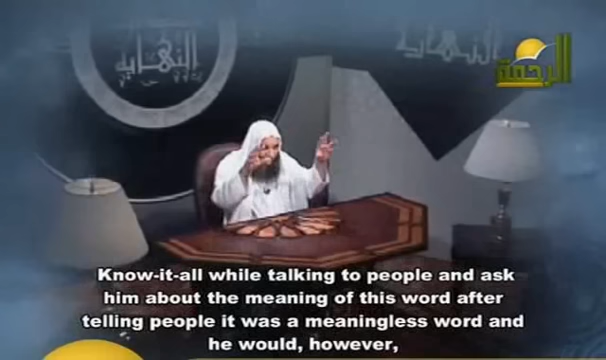 النهاية
النهاية
الرحمة
Know-it-all while talking to people and ask
him about the meaning of this word after
telling people it was a meaningless word and
he would, however,